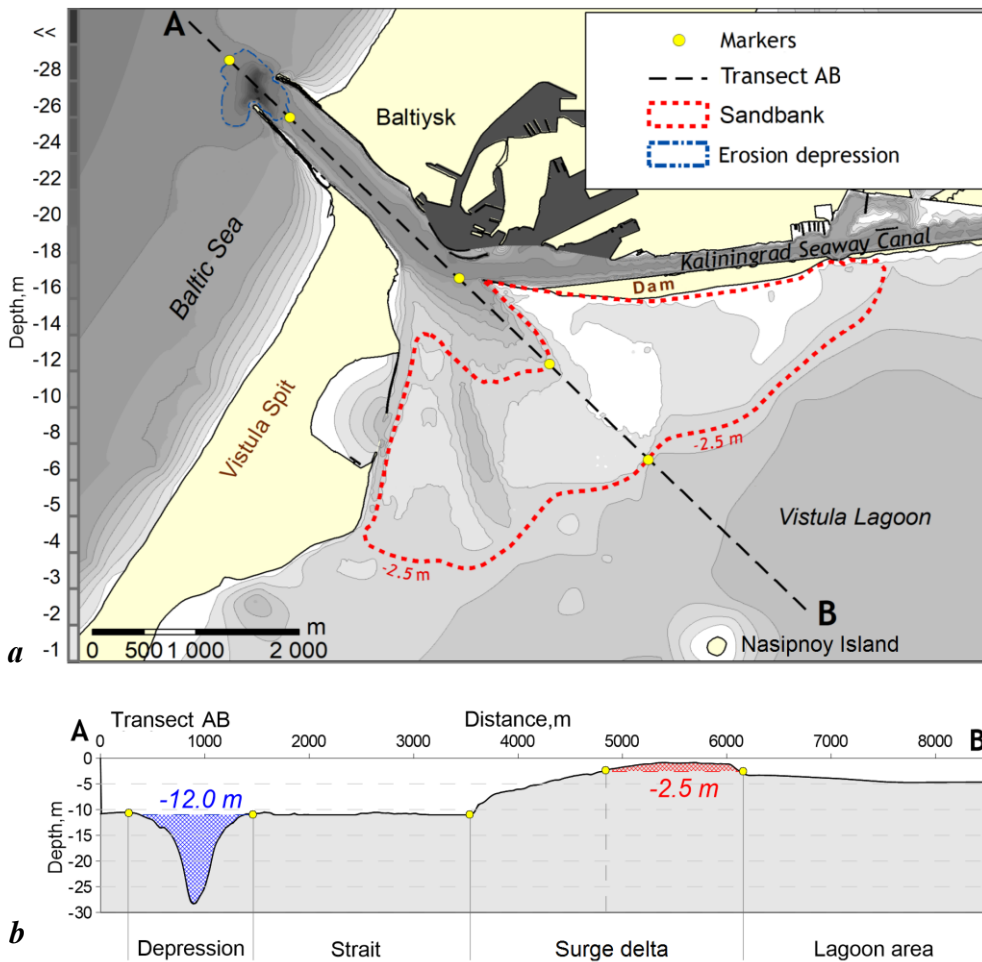 A
<<
-28
-26
-24
-22
-20
-18
-16
-14
-12
-10
-8
-6
-5
-4
-3
-2
-1
Depth,m
Markers
Transect AB
Sandbank
Erosion depression
Baltiysk
Baltic Sea
Kaliningrad Seaway Canal
Dam
Vistula Spit
-2.5 m
Vistula Lagoon
-2.5 m
B
m
0 500 1 000 2 000
Nasipnoy Island
a
A Transect AB Distance,m B
0 1000 2000 3000 4000 5000 6000 7000 8000
0
-5
-10
-15
-20
-25
-30
Depth,m
-12.0 m
-2.5 m
b
Depression Strait Surge delta Lagoon area